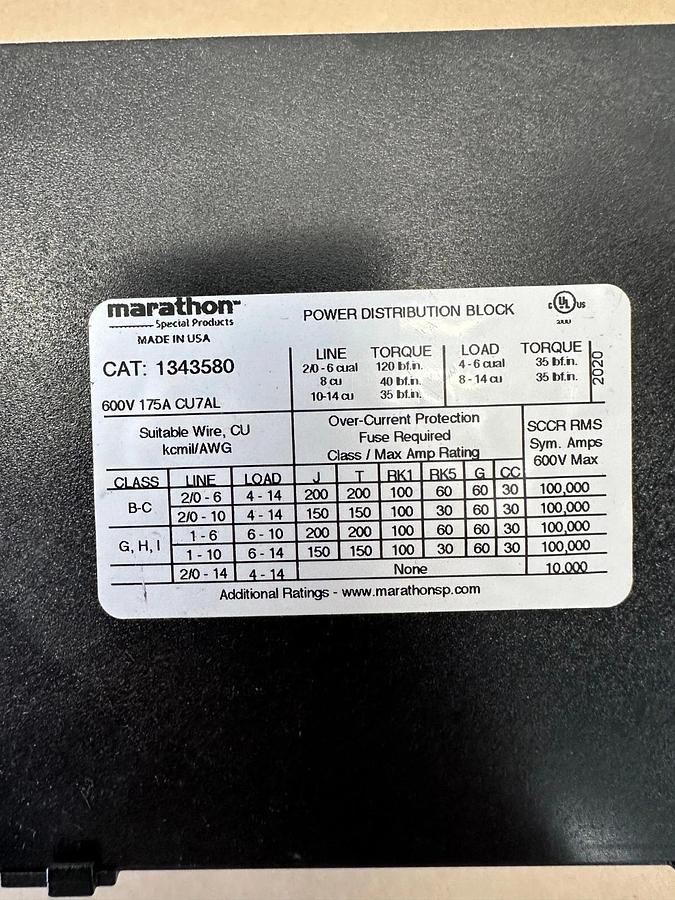 marathon™
Special Products
MADE IN USA
CAT: 1343580
600V 175A CU7AL
POWER DISTRIBUTION BLOCK
C UL US
LINE TORQUE LOAD TORQUE
2/0 - 6 cual 120 lbf.in. 4 - 6 cual 35 lbf.in.
8 cu 40 lbf.in. 8 - 14 cu 35 lbf.in.
10-14 cu 35 lbf.in.
2020
Suitable Wire, CU
kcmil/AWG
Over-Current Protection
Fuse Required
Class / Max Amp Rating
SCCR RMS
Sym. Amps
600V Max
CLASS LINE LOAD J T RK1 RK5 G CC
B-C
2/0 - 6 4 - 14 200 200 100 60 60 30 100,000
2/0 - 10 4 - 14 150 150 100 30 60 30 100,000
G, H, I
1 - 6 6 - 10 200 200 100 60 60 30 100,000
1 - 10 6 - 14 150 150 100 30 60 30 100,000
2/0 - 14 4 - 14 None 10,000
Additional Ratings - www.marathonsp.com